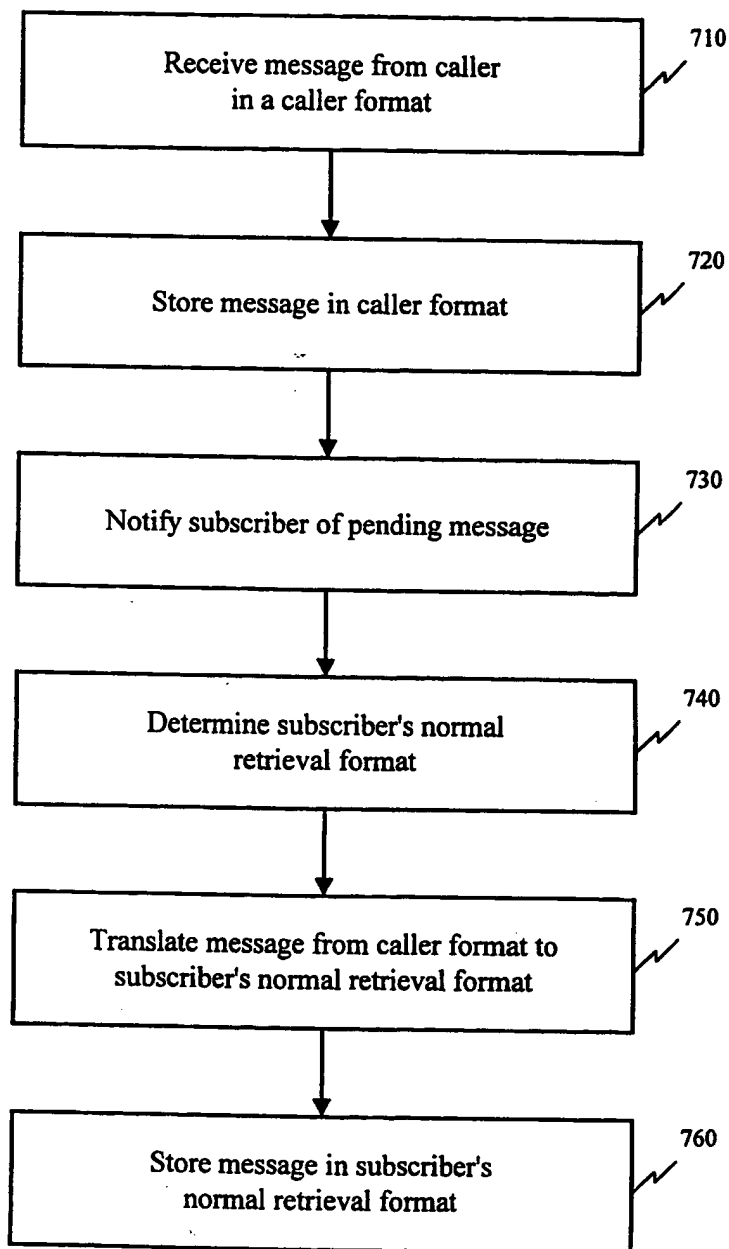 710
Receive message from caller
in a caller format
720
Store message in caller format
730
Notify subscriber of pending message
740
Determine subscriber's normal
retrieval format
750
Translate message from caller format to
subscriber's normal retrieval format
760
Store message in subscriber's
normal retrieval format